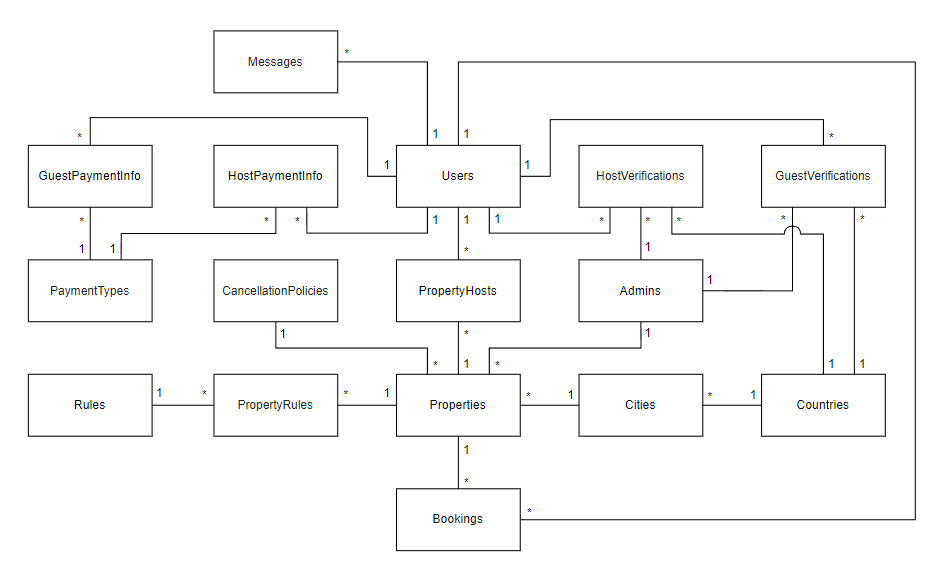 Messages
*
1
1
*
1
1
*
GuestPaymentInfo
HostPaymentInfo
Users
HostVerifications
GuestVerifications
*
*
*
1
1
1
*
*
*
*
*
1
1
*
1
1
PaymentTypes
CancellationPolicies
PropertyHosts
Admins
1
*
1
*
1
*
1
1
Rules
1
*
PropertyRules
*
1
Properties
*
1
Cities
*
1
Countries
1
*
Bookings
*